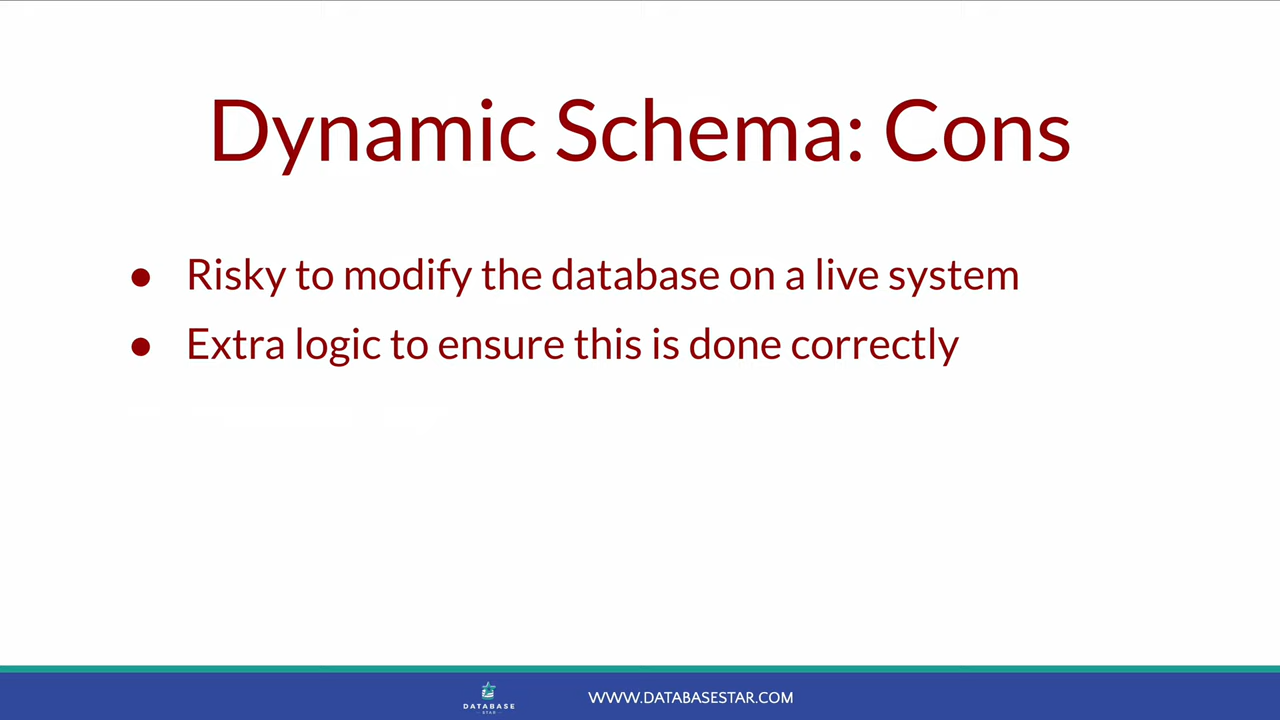 Dynamic Schema: Cons
● Risky to modify the database on a live system
● Extra logic to ensure this is done correctly
DATABASE
STAR
WWW.DATABASESTAR.COM